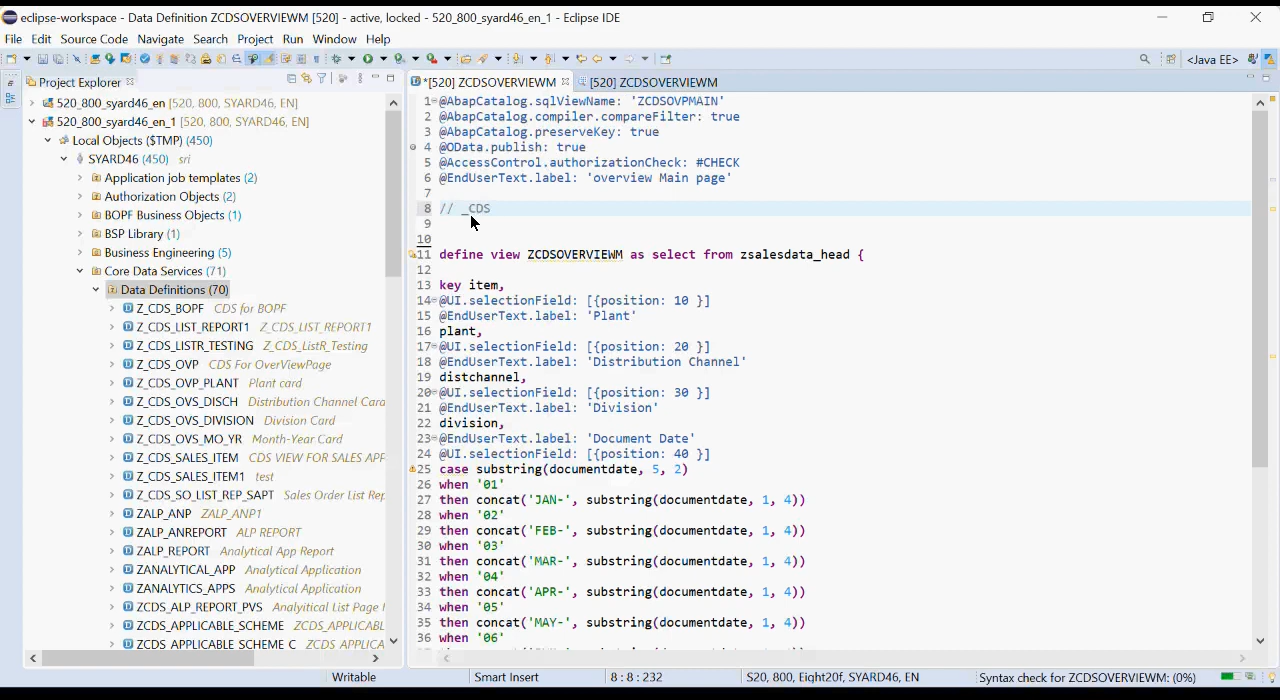 eclipse-workspace - Data Definition ZCDSOVERVIEWM [520] - active, locked - 520_800_syard46_en_1 - Eclipse IDE
File Edit Source Code Navigate Search Project Run Window Help
<Java EE>
Project Explorer
*[520] ZCDSOVERVIEWM [520] ZCDSOVERVIEWM
520_800_syard46_en [520, 800, SYARD46, EN]
520_800_syard46_en_1 [520, 800, SYARD46, EN]
Local Objects ($TMP) (450)
SYARD46 (450) sri
Application job templates (2)
Authorization Objects (2)
BOPF Business Objects (1)
BSP Library (1)
Business Engineering (5)
Core Data Services (71)
Data Definitions (70)
Z_CDS_BOPF CDS for BOPF
Z_CDS_LIST_REPORT1 Z_CDS_LIST_REPORT1
Z_CDS_LISTR_TESTING Z_CDS_ListR_Testing
Z_CDS_OVP CDS For OverViewPage
Z_CDS_OVP_PLANT Plant card
Z_CDS_OVS_DISCH Distribution Channel Card
Z_CDS_OVS_DIVISION Division Card
Z_CDS_OVS_MO_YR Month-Year Card
Z_CDS_SALES_ITEM CDS VIEW FOR SALES APP
Z_CDS_SALES_ITEM1 test
Z_CDS_SO_LIST_REP_SAPT Sales Order List Rep
ZALP_ANP ZALP_ANP1
ZALP_ANREPORT ALP REPORT
ZALP_REPORT Analytical App Report
ZANALYTICAL_APP Analytical Application
ZANALYTICS_APPS Analytical Application
ZCDS_ALP_REPORT_PVS Analyitical List Page
ZCDS_APPLICABLE_SCHEME ZCDS_APPLICABL
ZCDS_APPLICABLE_SCHEME_C ZCDS_APPLICA
1 @AbapCatalog.sqlViewName: 'ZCDSOVPMAIN'
2 @AbapCatalog.compiler.compareFilter: true
3 @AbapCatalog.preserveKey: true
4 @OData.publish: true
5 @AccessControl.authorizationCheck: #CHECK
6 @EndUserText.label: 'overview Main page'
7
8 // _CDS
9
10
11 define view ZCDSOVERVIEWM as select from zsalesdata_head {
12
13 key item,
14 @UI.selectionField: [{position: 10 }]
15 @EndUserText.label: 'Plant'
16 plant,
17 @UI.selectionField: [{position: 20 }]
18 @EndUserText.label: 'Distribution Channel'
19 distchannel,
20 @UI.selectionField: [{position: 30 }]
21 @EndUserText.label: 'Division'
22 division,
23 @EndUserText.label: 'Document Date'
24 @UI.selectionField: [{position: 40 }]
25 case substring(documentdate, 5, 2)
26 when '01'
27 then concat('JAN-', substring(documentdate, 1, 4))
28 when '02'
29 then concat('FEB-', substring(documentdate, 1, 4))
30 when '03'
31 then concat('MAR-', substring(documentdate, 1, 4))
32 when '04'
33 then concat('APR-', substring(documentdate, 1, 4))
34 when '05'
35 then concat('MAY-', substring(documentdate, 1, 4))
36 when '06'
Writable Smart Insert 8 : 8 : 232 S20, 800, Eight20f, SYARD46, EN Syntax check for ZCDSOVERVIEWM: (0%)